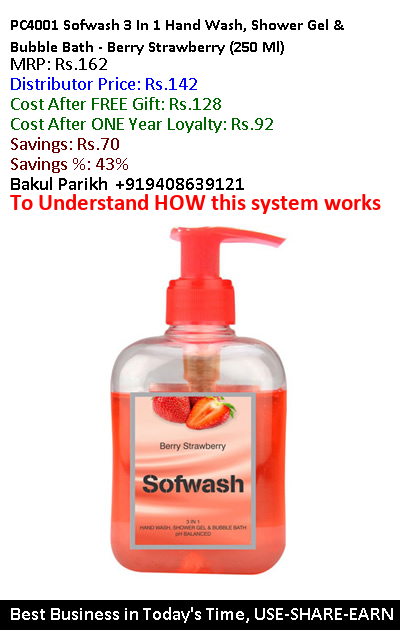 PC4001 Sofwash 3 In 1 Hand Wash, Shower Gel &
Bubble Bath - Berry Strawberry (250 Ml)
MRP: Rs.162
Distributor Price: Rs.142
Cost After FREE Gift: Rs.128
Cost After ONE Year Loyalty: Rs.92
Savings: Rs.70
Savings %: 43%
Bakul Parikh +919408639121
To Understand HOW this system works
Berry Strawberry
Sofwash
3 IN 1
HAND WASH, SHOWER GEL & BUBBLE BATH
pH BALANCED
Best Business in Today's Time, USE-SHARE-EARN